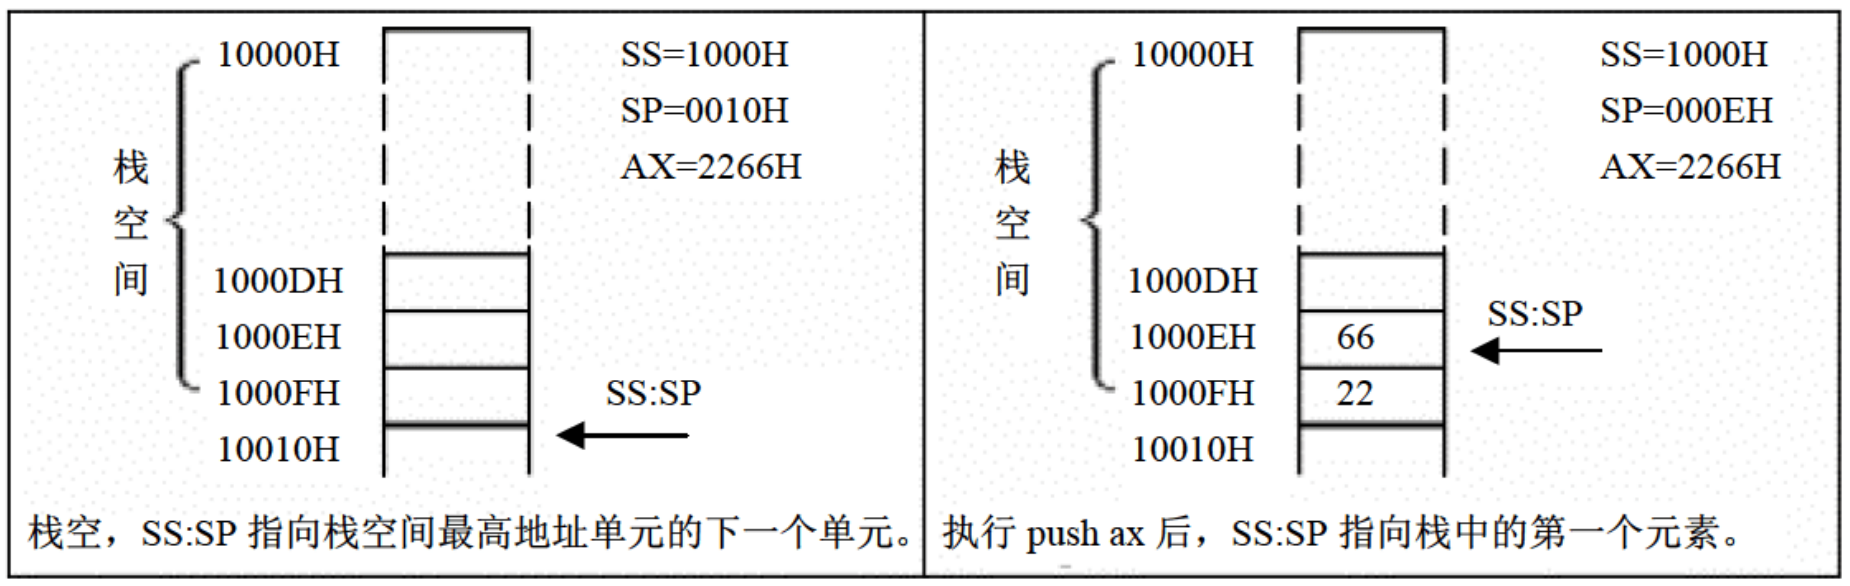 10000H
SS=1000H
SP=0010H
AX=2266H
栈
空
间
1000DH
1000EH
1000FH
SS:SP
10010H
栈空，SS:SP 指向栈空间最高地址单元的下一个单元。
10000H
SS=1000H
SP=000EH
AX=2266H
栈
空
间
1000DH
SS:SP
1000EH 66
1000FH 22
10010H
执行 push ax 后，SS:SP 指向栈中的第一个元素。